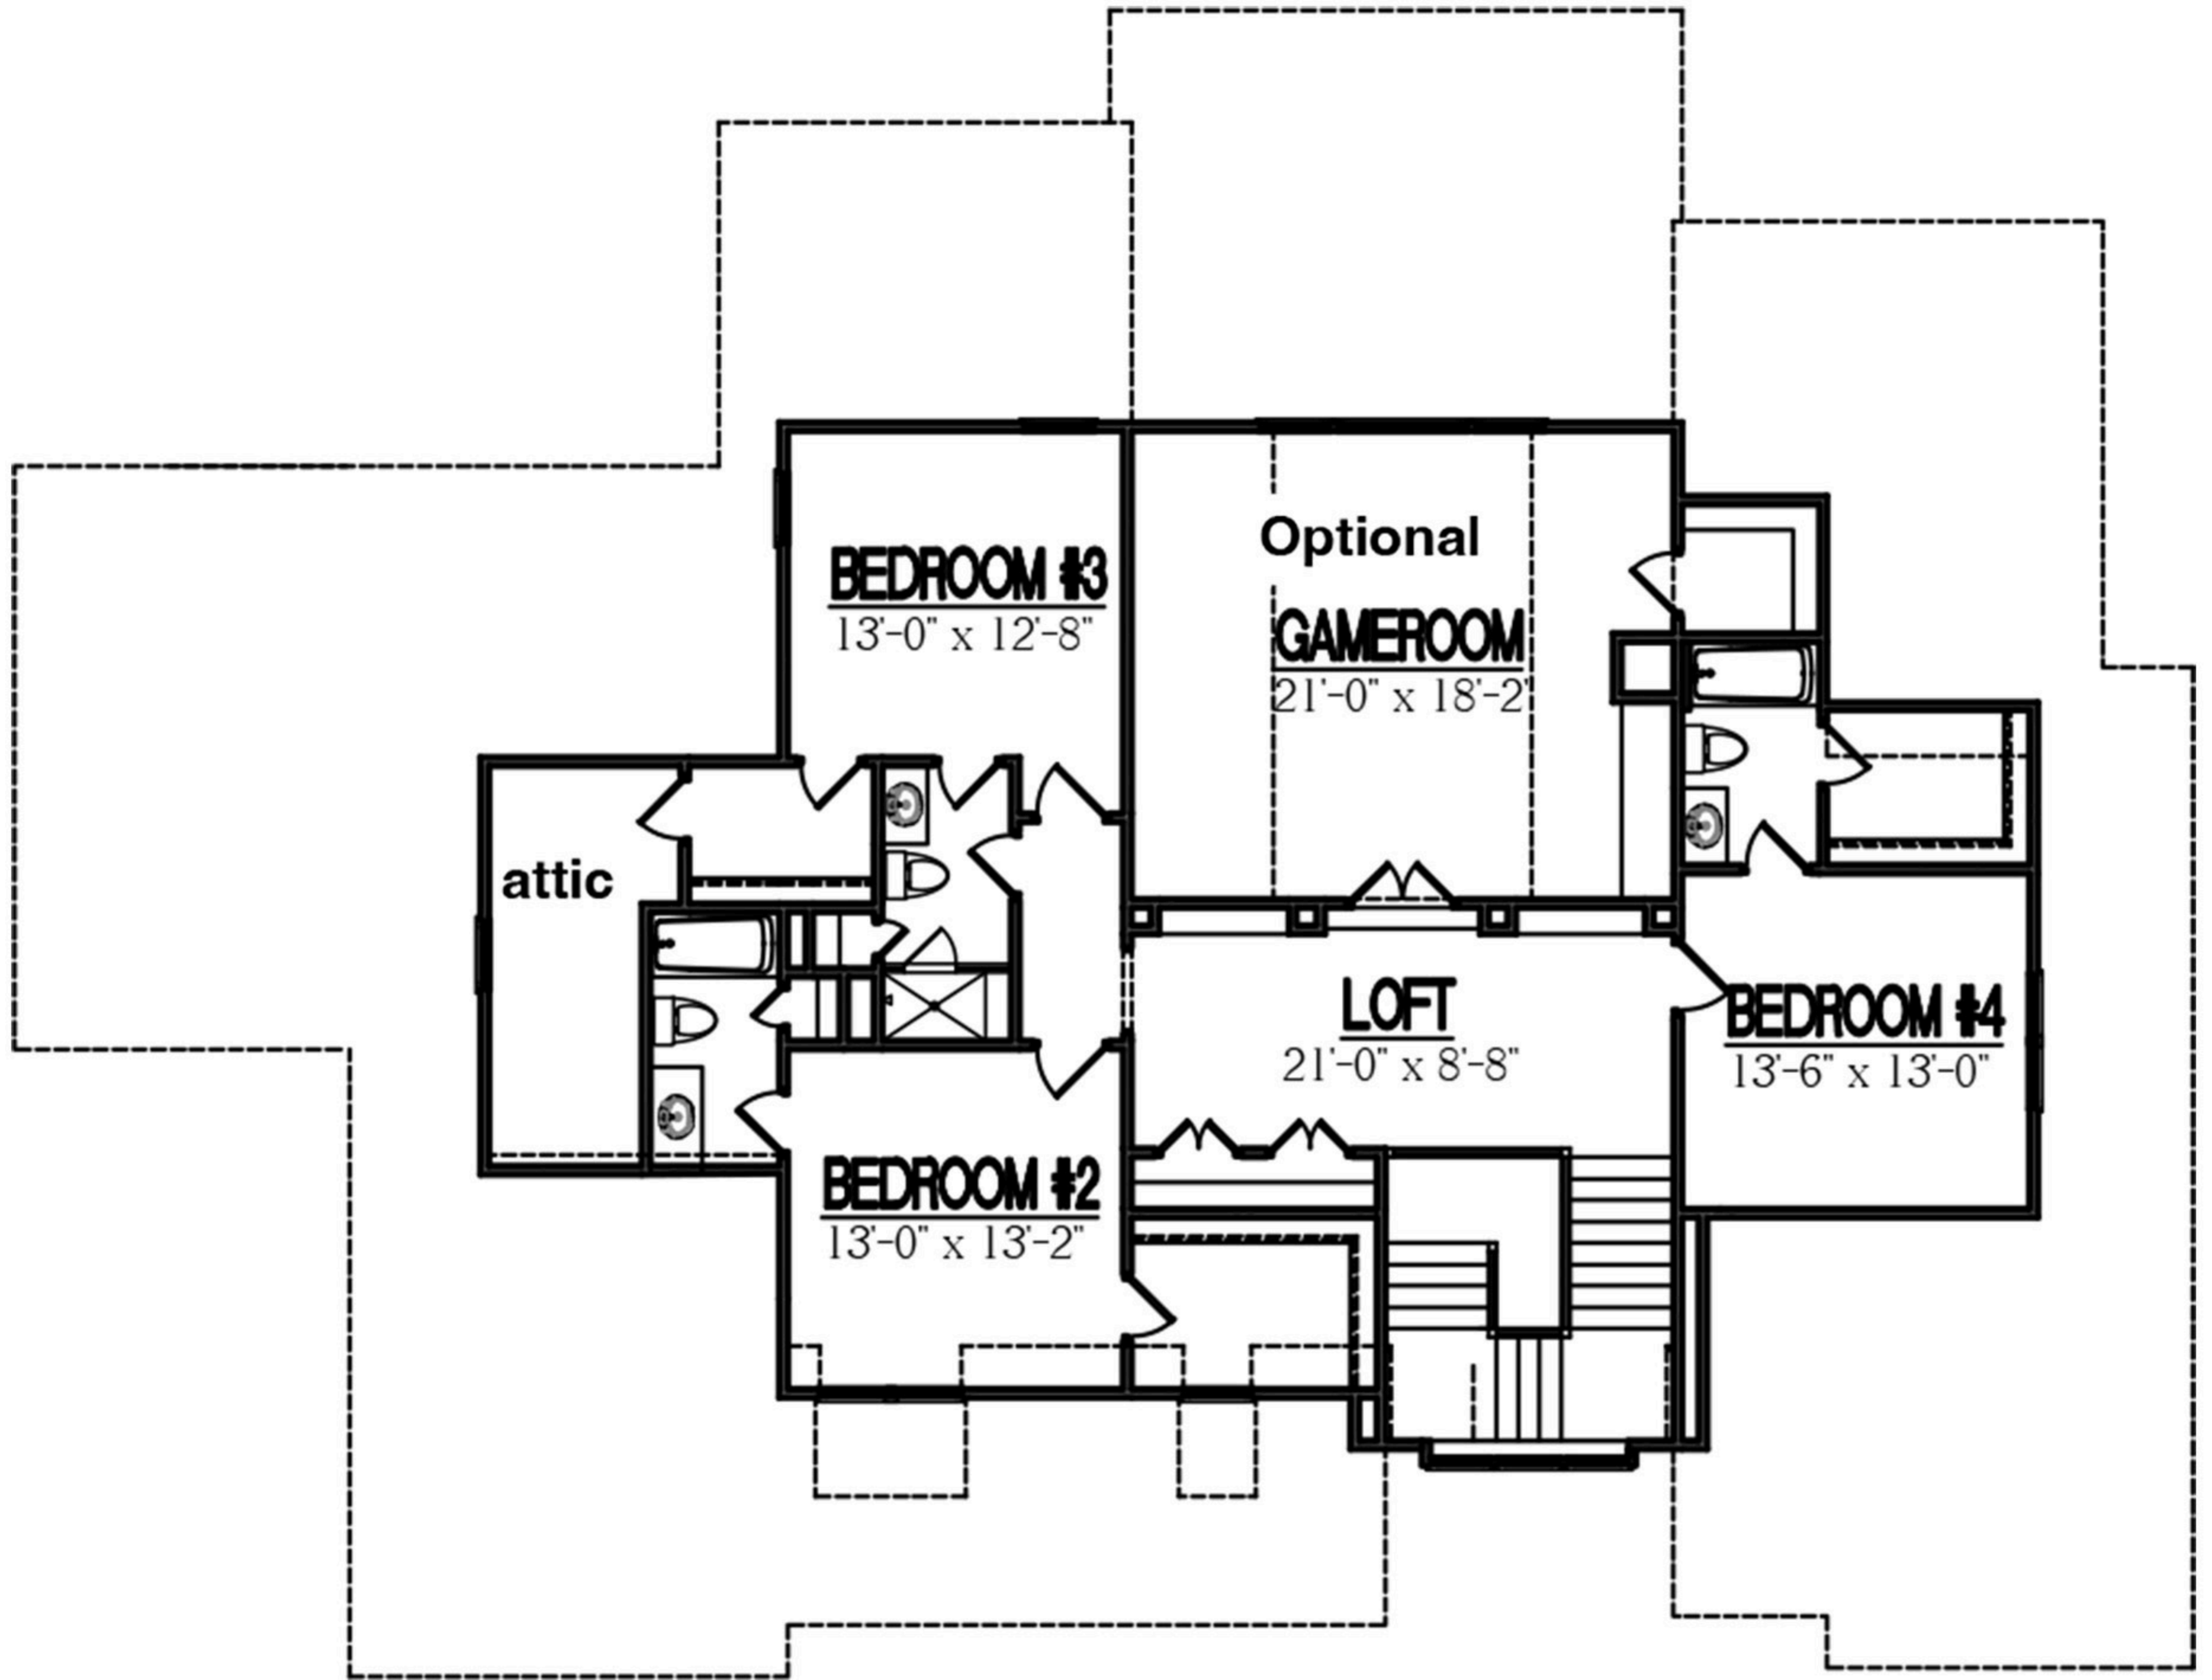 Optional
BEDROOM #3
13'-0" x 12'-8"
GAMEROOM
21'-0" x 18'-2'
attic
LOFT
21'-0" x 8'-8"
BEDROOM #4
13'-6" x 13'-0"
BEDROOM #2
13'-0" x 13'-2"